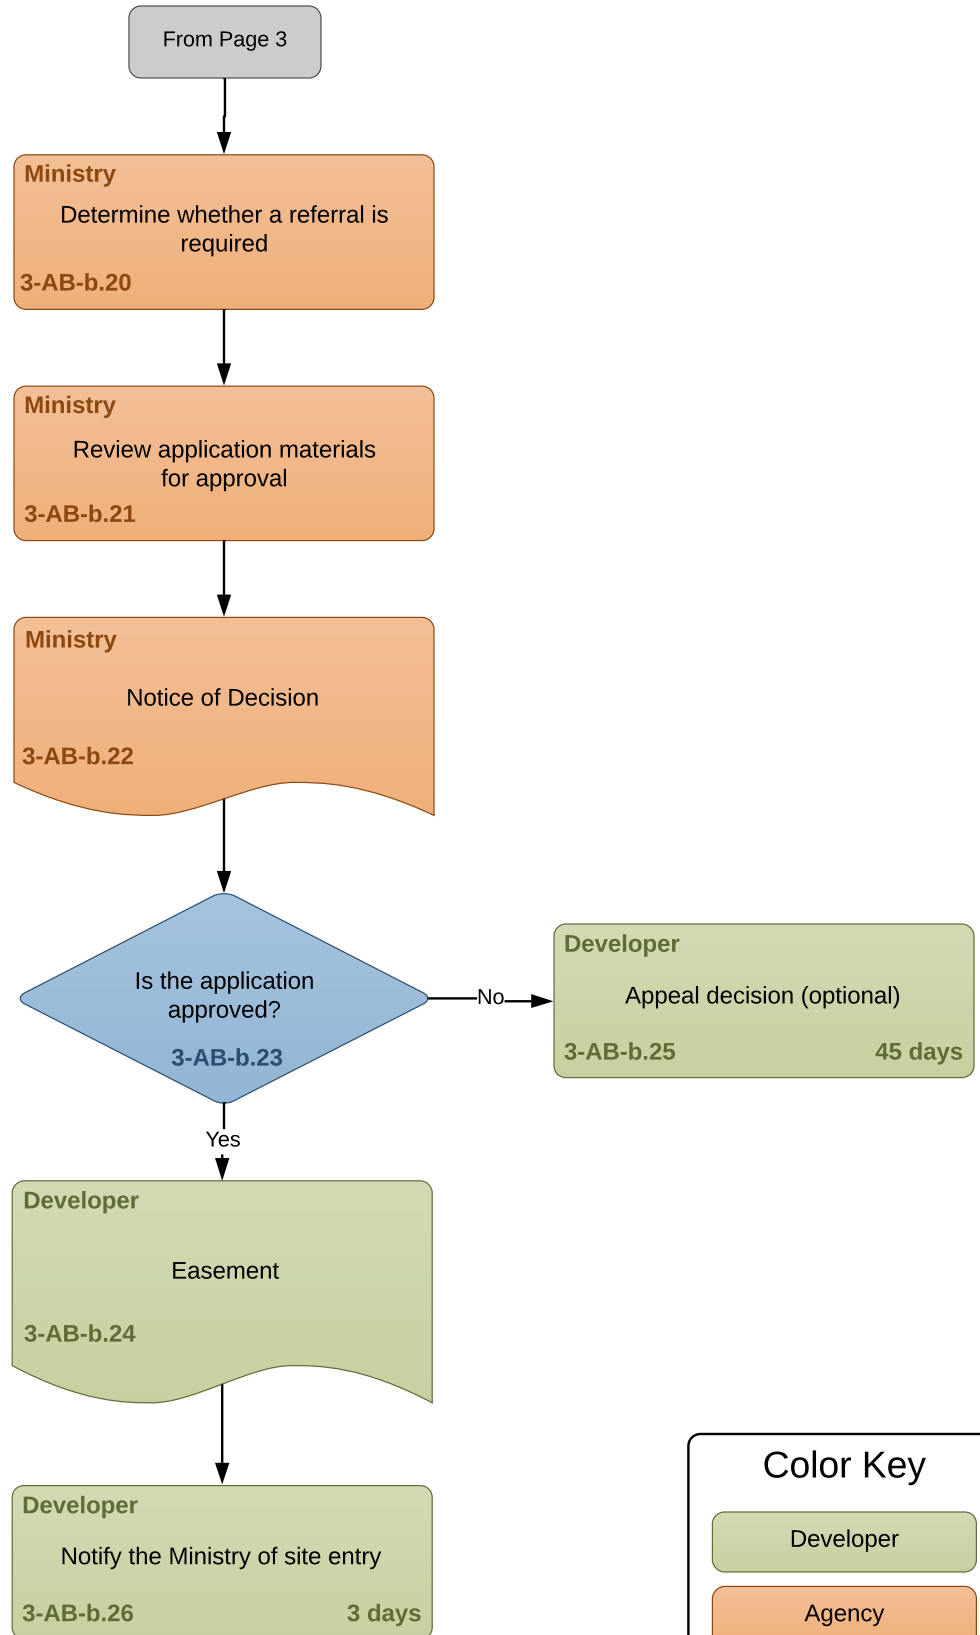 From Page 3
Ministry
Determine whether a referral is
required
3-AB-b.20
Ministry
Review application materials
for approval
3-AB-b.21
Ministry
Notice of Decision
3-AB-b.22
Is the application
approved?
3-AB-b.23
No
Developer
Appeal decision (optional)
3-AB-b.25 45 days
Yes
Developer
Easement
3-AB-b.24
Developer
Notify the Ministry of site entry
3-AB-b.26 3 days
Color Key
Developer
Agency